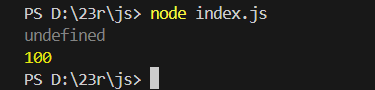 PS D:\23r\js> node index.js
undefined
100
PS D:\23r\js>